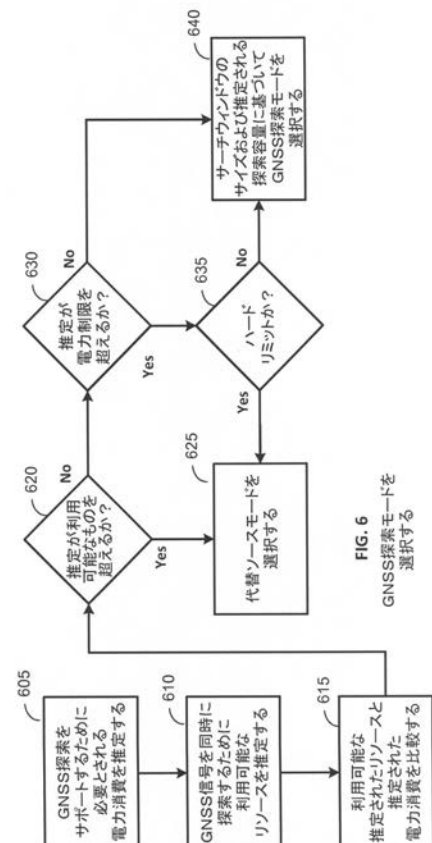 605
GNSS探索を
サポートするために
必要とされる
電力消費を推定する
610
GNSS信号を同時に
探索するために
利用可能な
リソースを推定する
615
利用可能な
推定されたリソースと
推定された
電力消費を比較する
620
推定が利用
可能なものを
超えるか?
No
Yes
625
代替ソースモードを
選択する
630
推定が
電力制限を
超えるか?
No
Yes
635
ハード
リミットか?
Yes
No
640
サーチウィンドウの
サイズおよび推定される
探索容量に基づいて
GNSS探索モードを
選択する
FIG. 6
GNSS探索モードを
選択する